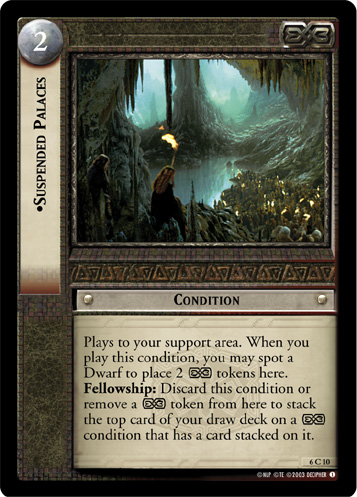 2
•Suspended Palaces
Condition
Plays to your support area. When you
play this condition, you may spot a
Dwarf to place 2 tokens here.
Fellowship: Discard this condition or
remove a token from here to stack
the top card of your draw deck on a
condition that has a card stacked on it.
6 C 10
©NLP ©TE ©2003 DECIPHER